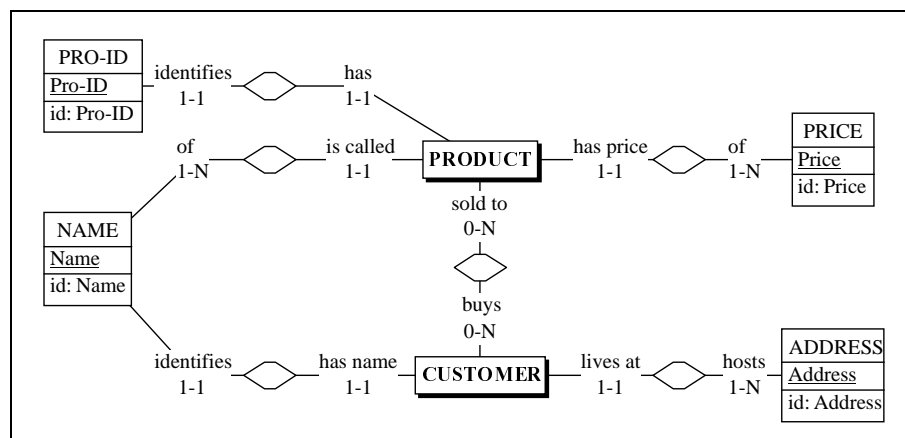 PRO-ID
Pro-ID
id: Pro-ID
identifies
1-1
has
1-1
of
1-N
is called
1-1
PRODUCT
has price
1-1
of
1-N
PRICE
Price
id: Price
sold to
0-N
NAME
Name
id: Name
buys
0-N
identifies
1-1
has name
1-1
CUSTOMER
lives at
1-1
hosts
1-N
ADDRESS
Address
id: Address